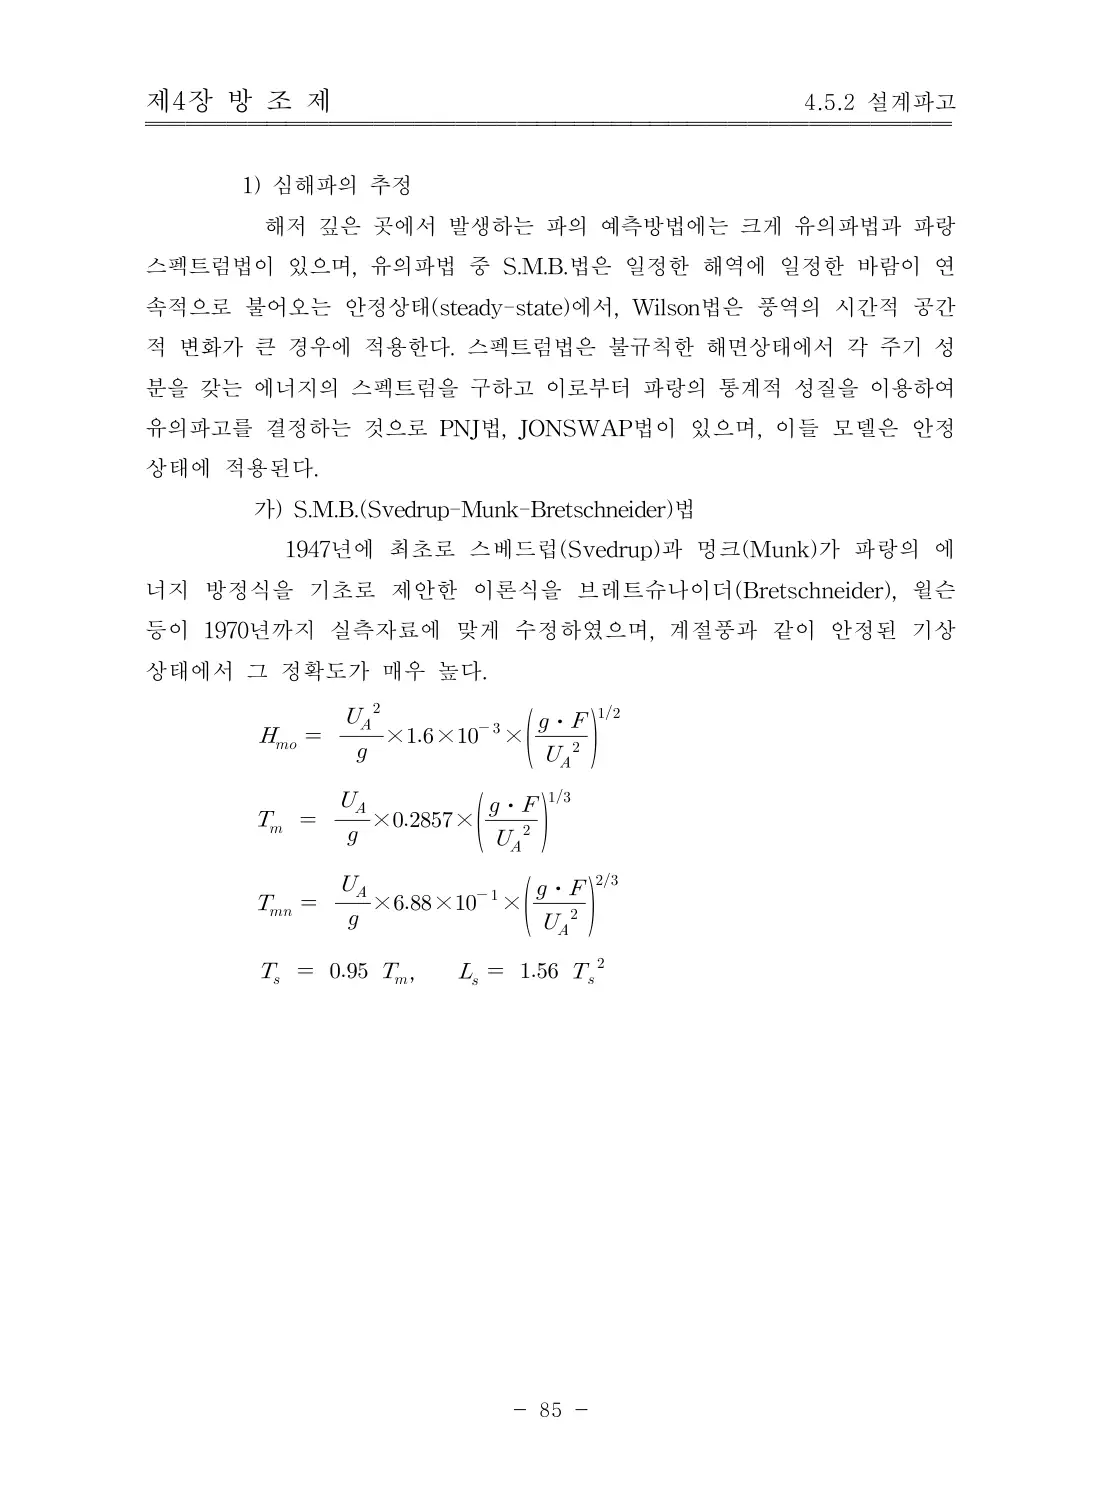 제4장 방 조 제
4.5.2 설계파고
1) 심해파의 추정
해저 깊은 곳에서 발생하는 파의 예측방법에는 크게 유의파법과 파랑
스펙트럼법이 있으며, 유의파법 중 S.M.B.법은 일정한 해역에 일정한 바람이 연
속적으로 불어오는 안정상태(steady-state)에서, Wilson법은 풍역의 시간적 공간
적 변화가 큰 경우에 적용한다. 스펙트럼법은 불규칙한 해면상태에서 각 주기 성
분을 갖는 에너지의 스펙트럼을 구하고 이로부터 파랑의 통계적 성질을 이용하여
유의파고를 결정하는 것으로 PNJ법, JONSWAP법이 있으며, 이들 모델은 안정
상태에 적용된다.
가) S.M.B.(Svedrup-Munk-Bretschneider)법
1947년에 최초로 스베드럽(Svedrup)과 멍크(Munk)가 파랑의 에
너지 방정식을 기초로 제안한 이론식을 브레트슈나이더(Bretschneider), 윌슨
등이 1970년까지 실측자료에 맞게 수정하였으며, 계절풍과 같이 안정된 기상
상태에서 그 정확도가 매우 높다.
H_{mo} = \frac{U_A^2}{g} × 1.6 × 10^{-3} × (\frac{g·F}{U_A^2})^{1/2}
T_m = \frac{U_A}{g} × 0.2857 × (\frac{g·F}{U_A^2})^{1/3}
T_{mn} = \frac{U_A}{g} × 6.88 × 10^{-1} × (\frac{g·F}{U_A^2})^{2/3}
T_s = 0.95 T_m, L_s = 1.56 T_s^2
- 85 -